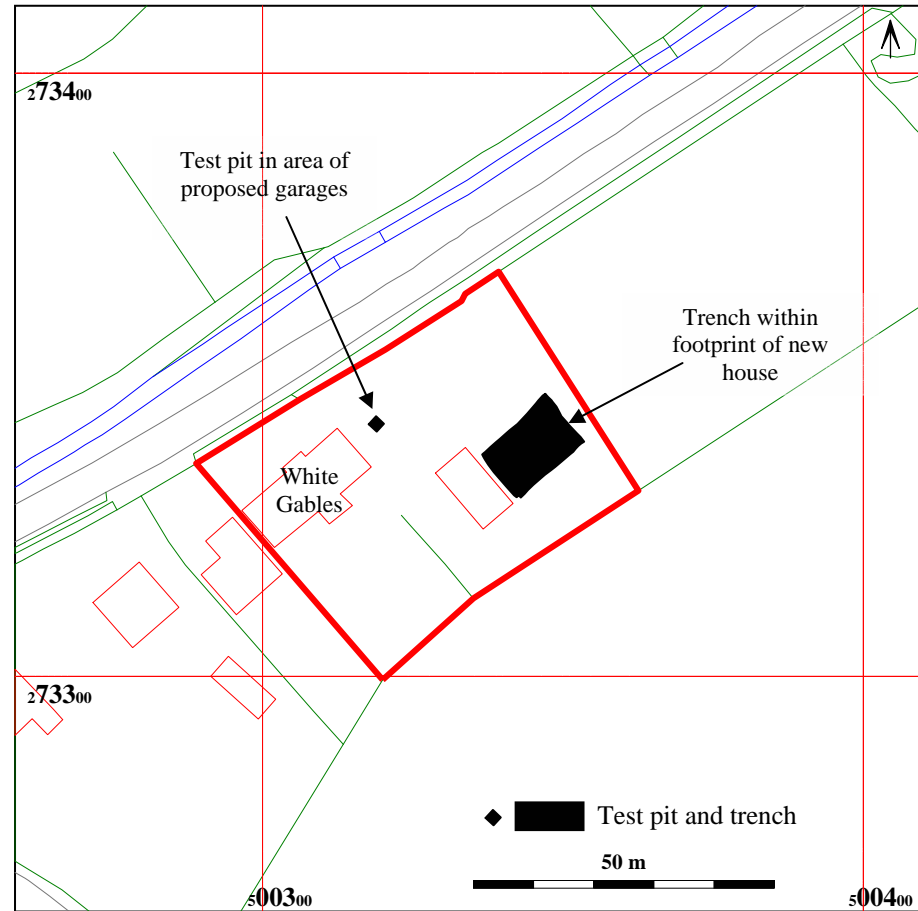 273400
Test pit in area of
proposed garages
Trench within
footprint of new
house
White
Gables
273300
Test pit and trench
50 m
500300
500400